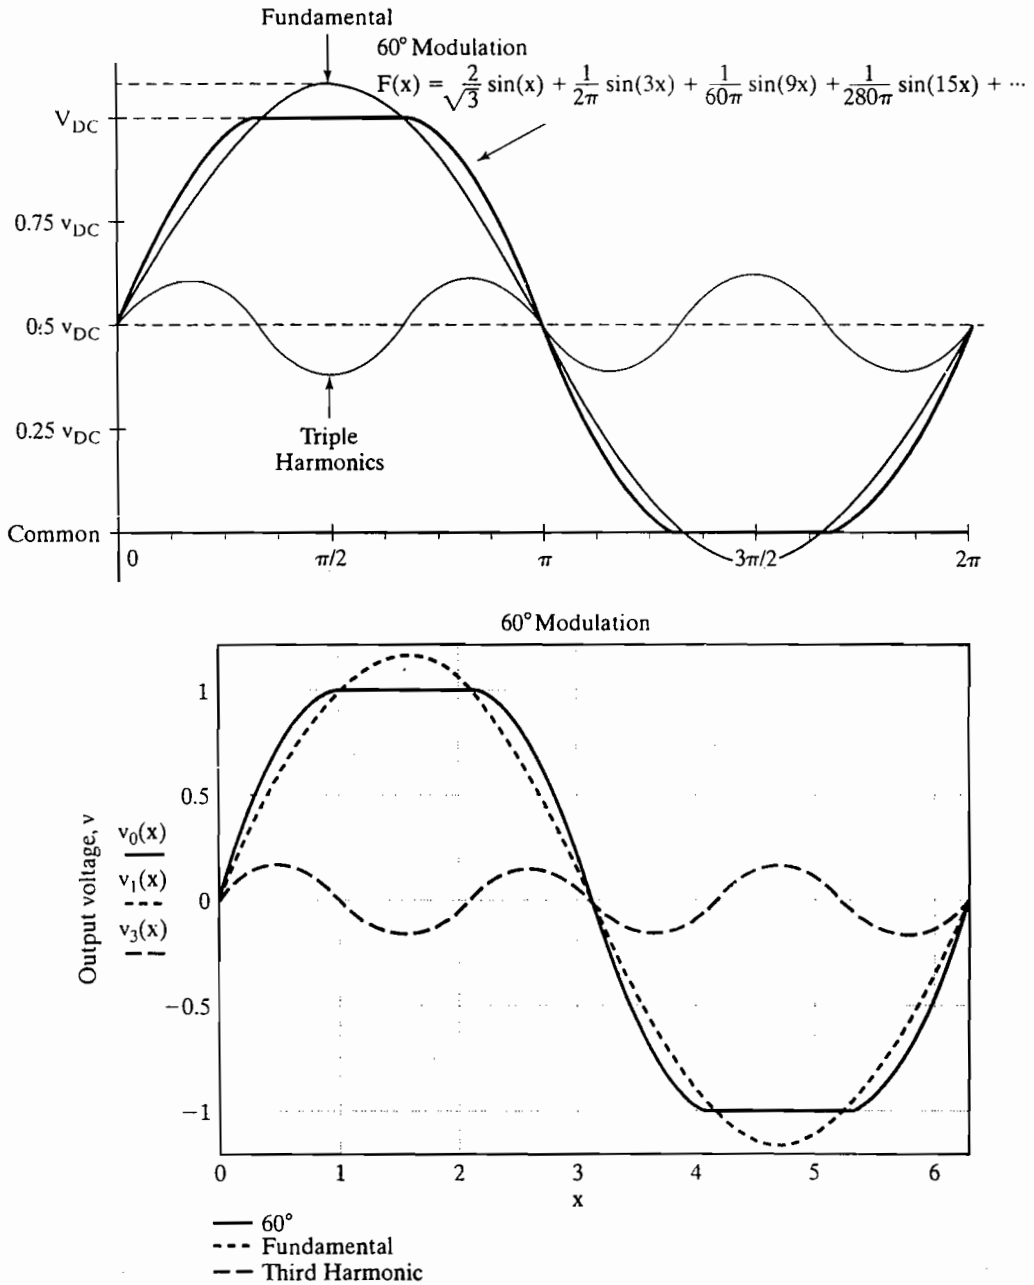 Fundamental
60° Modulation
F(x) = 2/√3 sin(x) + 1/2π sin(3x) + 1/60π sin(9x) + 1/280π sin(15x) + ···
V_DC
0.75 v_DC
0.5 v_DC
0.25 v_DC
Triple
Harmonics
Common
0 π/2 π 3π/2 2π
60° Modulation
1
0.5
0
−0.5
−1
Output voltage, v
v_0(x)
v_1(x)
v_3(x)
0 1 2 3 4 5 6
x
60°
Fundamental
Third Harmonic